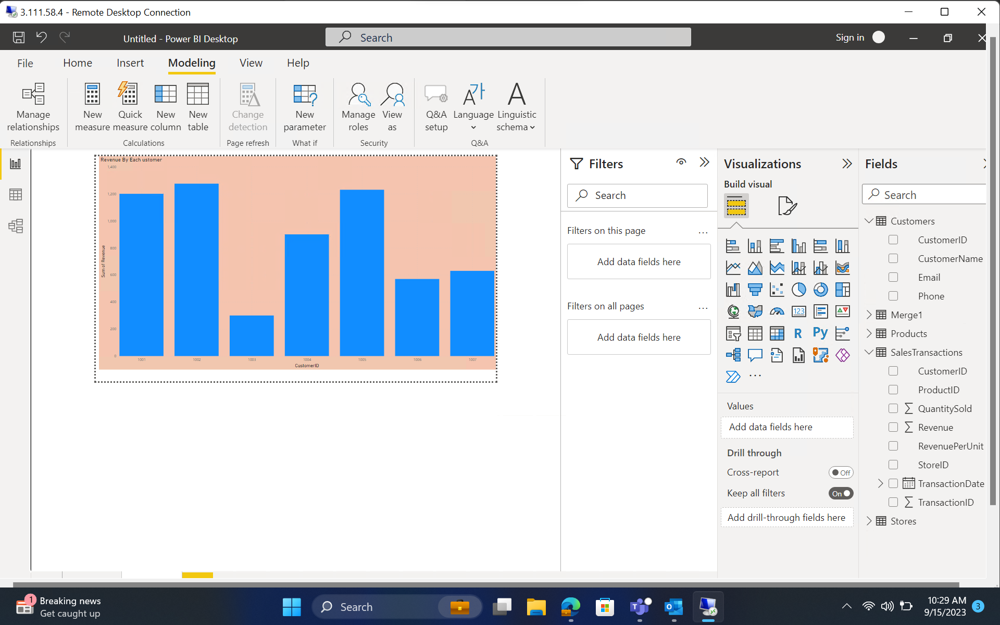 3.111.58.4 - Remote Desktop Connection
Untitled - Power BI Desktop
Search
Sign in
File
Home
Insert
Modeling
View
Help
Manage
relationships
New
measure
Quick
measure
New
column
New
table
Change
detection
New
parameter
Manage
roles
View
as
Q&A
setup
Language
Linguistic
schema
Relationships
Calculations
Page refresh
What if
Security
Q&A
Revenue By Each ustomer
1,400
1,200
1,000
800
600
400
200
0
Sum of Revenue
1001
1002
1003
1004
1005
1006
1007
CustomerID
Filters
Search
Filters on this page
...
Add data fields here
Filters on all pages
...
Add data fields here
Visualizations
Build visual
123
R
Py
...
Values
Add data fields here
Drill through
Cross-report
Off
Keep all filters
On
Add drill-through fields here
Fields
Search
Customers
CustomerID
CustomerName
Email
Phone
Merge1
Products
SalesTransactions
CustomerID
ProductID
QuantitySold
Revenue
RevenuePerUnit
StoreID
TransactionDate
TransactionID
Stores
1
Breaking news
Get caught up
Search
10:29 AM
9/15/2023
3